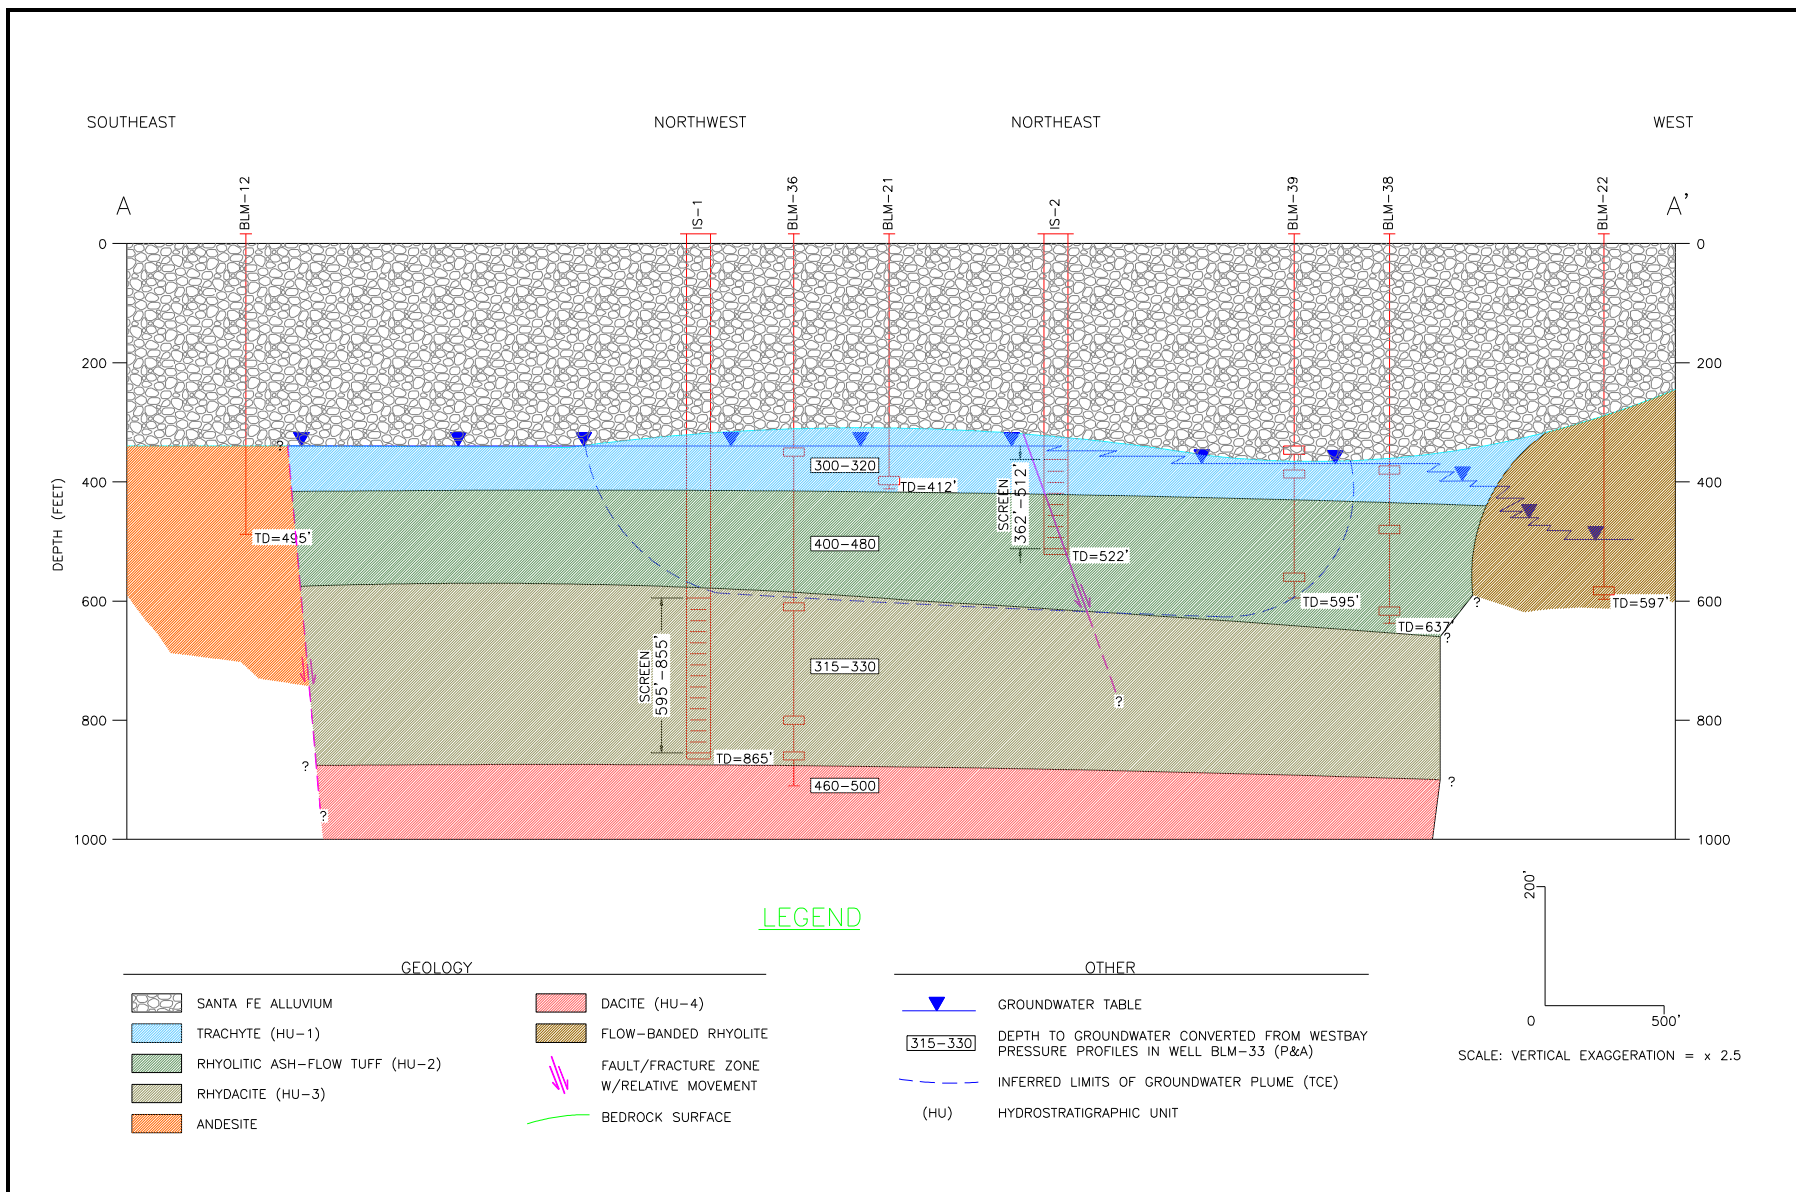 SOUTHEAST
NORTHWEST
NORTHEAST
WEST
A
BLM-12
IS-1
BLM-36
BLM-21
IS-2
BLM-39
BLM-38
BLM-22
A'
0
0
200
200
400
400
600
600
800
800
1000
1000
DEPTH (FEET)
?
300-320
TD=412'
SCREEN
362'-512'
TD=495'
400-480
TD=522'
TD=595'
?
TD=597'
TD=637'
?
SCREEN
595'-855'
315-330
?
TD=865'
?
?
460-500
?
LEGEND
GEOLOGY
SANTA FE ALLUVIUM
TRACHYTE (HU-1)
RHYOLITIC ASH-FLOW TUFF (HU-2)
RHYDACITE (HU-3)
ANDESITE
DACITE (HU-4)
FLOW-BANDED RHYOLITE
FAULT/FRACTURE ZONE
W/RELATIVE MOVEMENT
BEDROCK SURFACE
OTHER
GROUNDWATER TABLE
315-330
DEPTH TO GROUNDWATER CONVERTED FROM WESTBAY
PRESSURE PROFILES IN WELL BLM-33 (P&A)
INFERRED LIMITS OF GROUNDWATER PLUME (TCE)
(HU)
HYDROSTRATIGRAPHIC UNIT
200'
0
500'
SCALE: VERTICAL EXAGGERATION = x 2.5